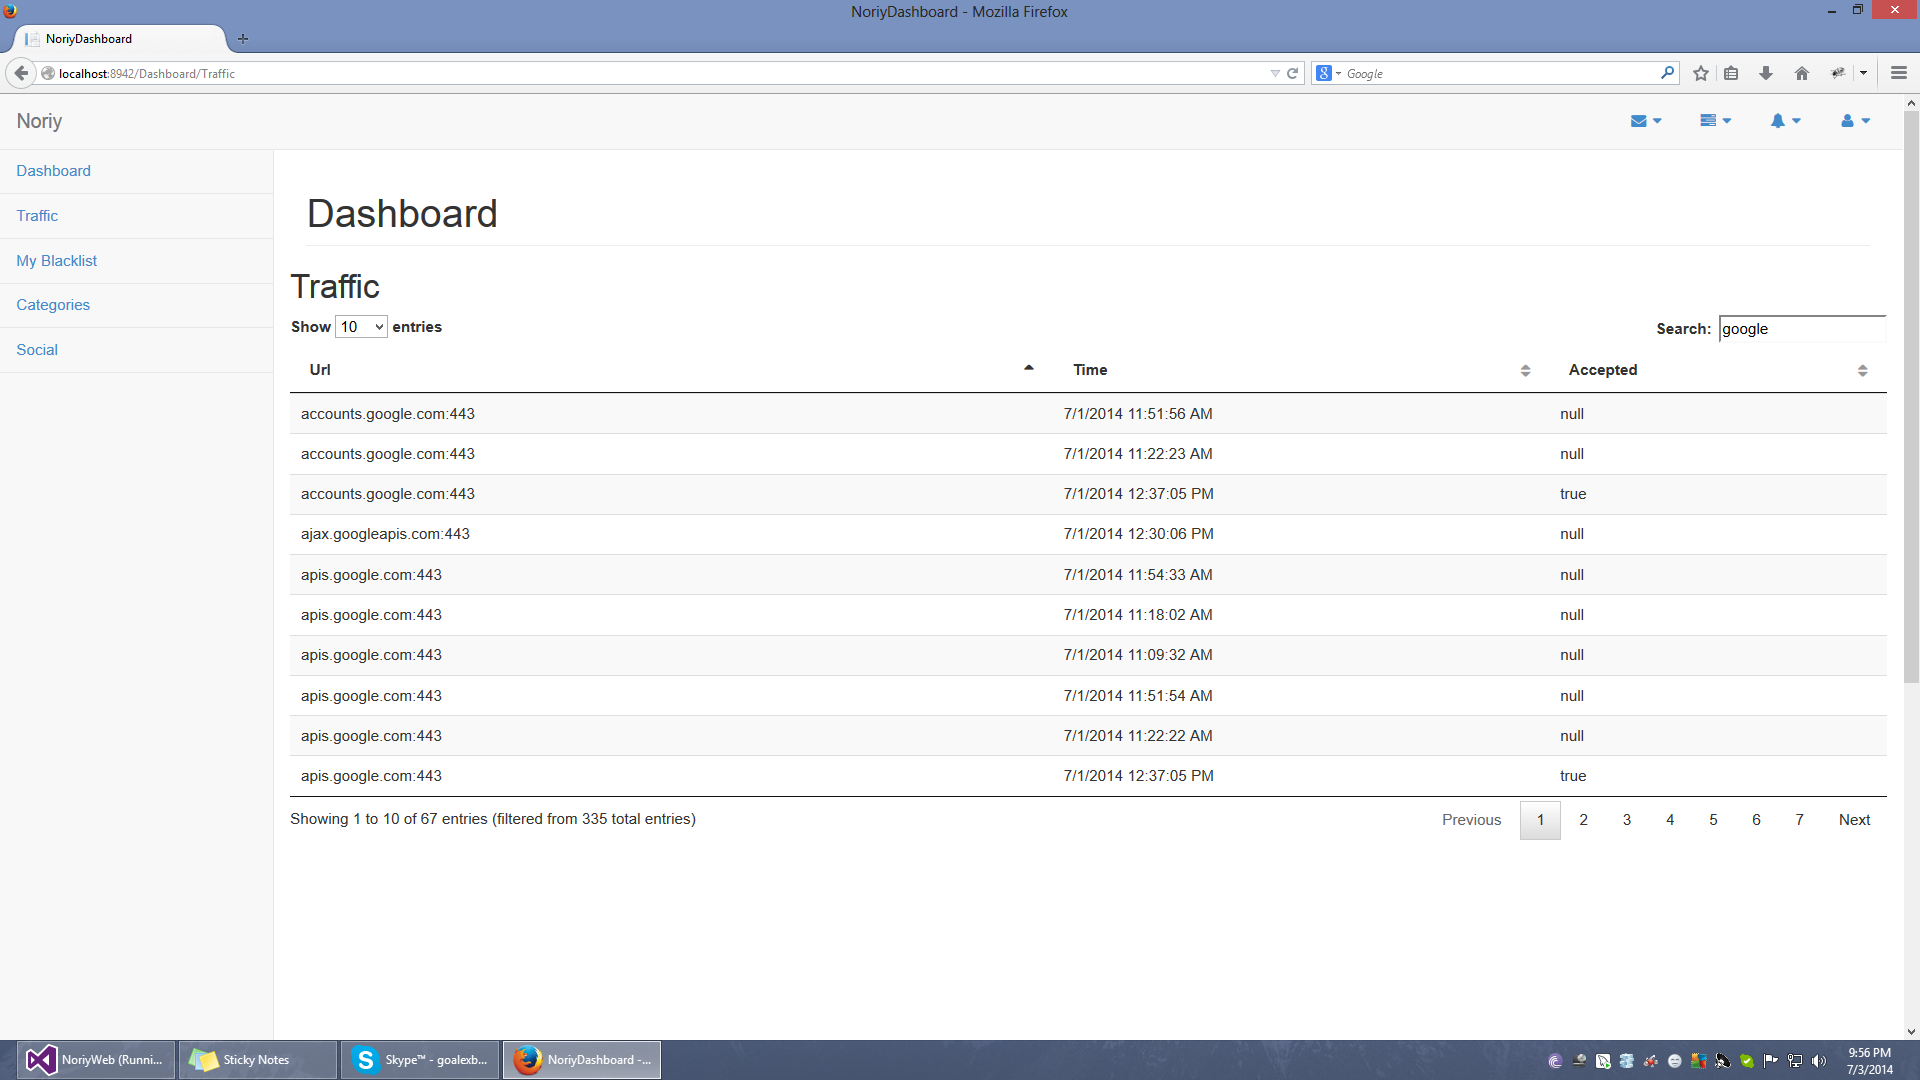 NoriyDashboard - Mozilla Firefox
NoriyDashboard
localhost:8942/Dashboard/Traffic
8 Google
Noriy
Dashboard
Traffic
My Blacklist
Categories
Social
Dashboard
Traffic
Show 10 entries
Search: google
Url Time Accepted
accounts.google.com:443 7/1/2014 11:51:56 AM null
accounts.google.com:443 7/1/2014 11:22:23 AM null
accounts.google.com:443 7/1/2014 12:37:05 PM true
ajax.googleapis.com:443 7/1/2014 12:30:06 PM null
apis.google.com:443 7/1/2014 11:54:33 AM null
apis.google.com:443 7/1/2014 11:18:02 AM null
apis.google.com:443 7/1/2014 11:09:32 AM null
apis.google.com:443 7/1/2014 11:51:54 AM null
apis.google.com:443 7/1/2014 11:22:22 AM null
apis.google.com:443 7/1/2014 12:37:05 PM true
Showing 1 to 10 of 67 entries (filtered from 335 total entries)
Previous 1 2 3 4 5 6 7 Next
NoriyWeb (Runni...
Sticky Notes
S Skype™ - goalexb...
NoriyDashboard -...
9:56 PM
7/3/2014